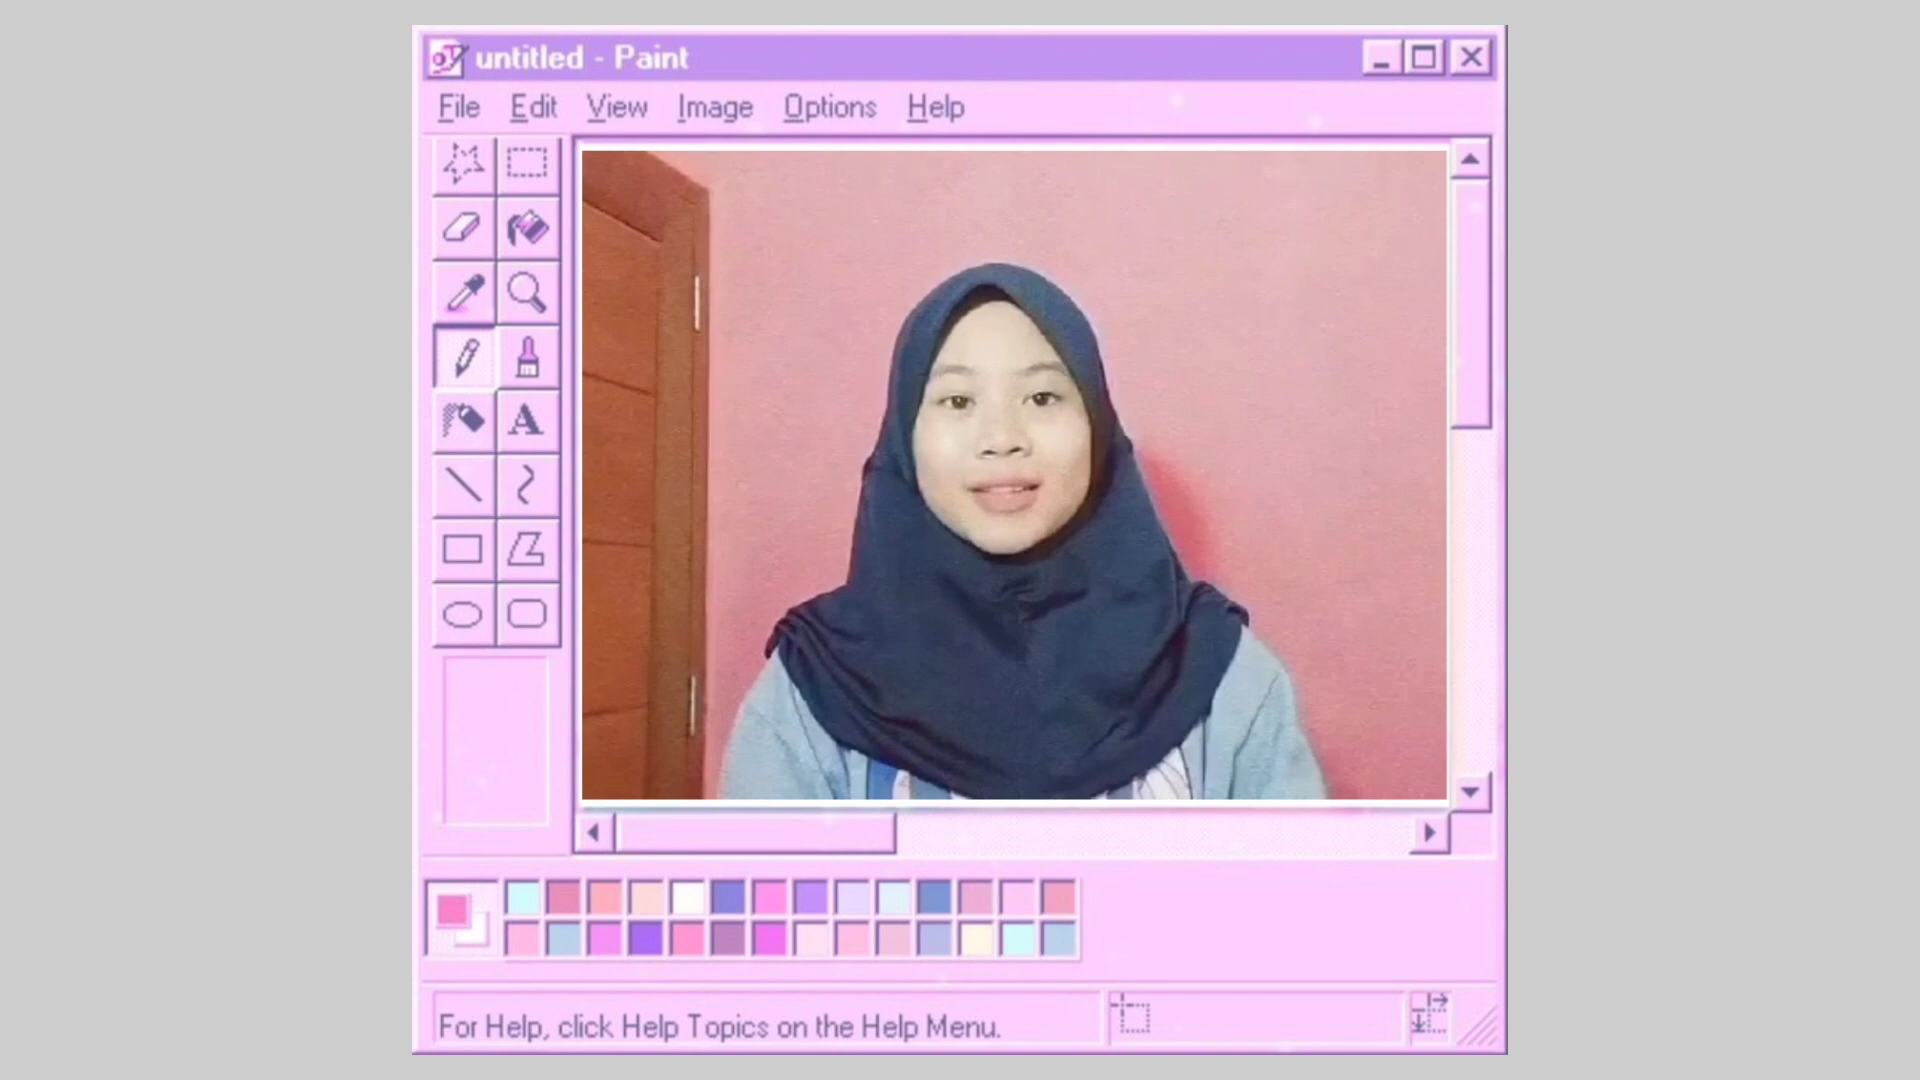 untitled - Paint
File Edit View Image Options Help
A
For Help, click Help Topics on the Help Menu.